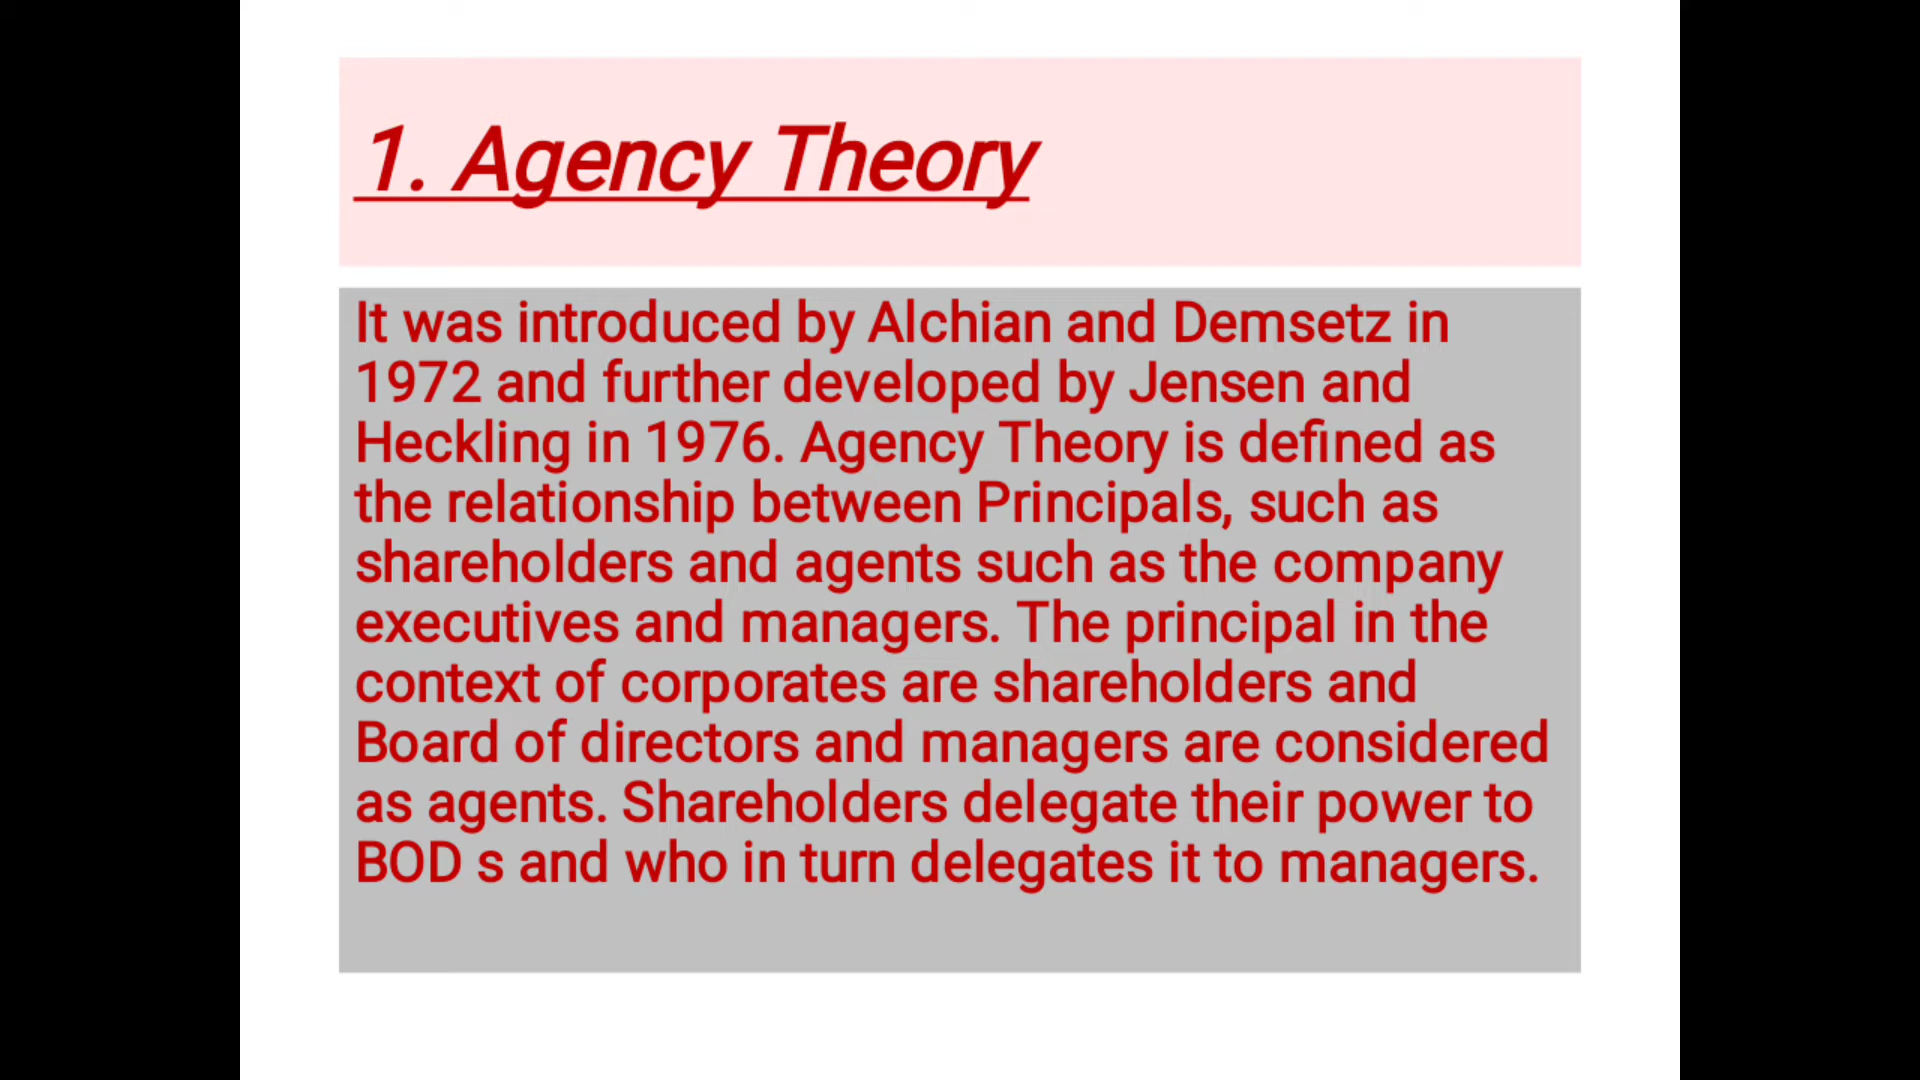 1. Agency Theory
It was introduced by Alchian and Demsetz in
1972 and further developed by Jensen and
Heckling in 1976. Agency Theory is defined as
the relationship between Principals, such as
shareholders and agents such as the company
executives and managers. The principal in the
context of corporates are shareholders and
Board of directors and managers are considered
as agents. Shareholders delegate their power to
BOD s and who in turn delegates it to managers.